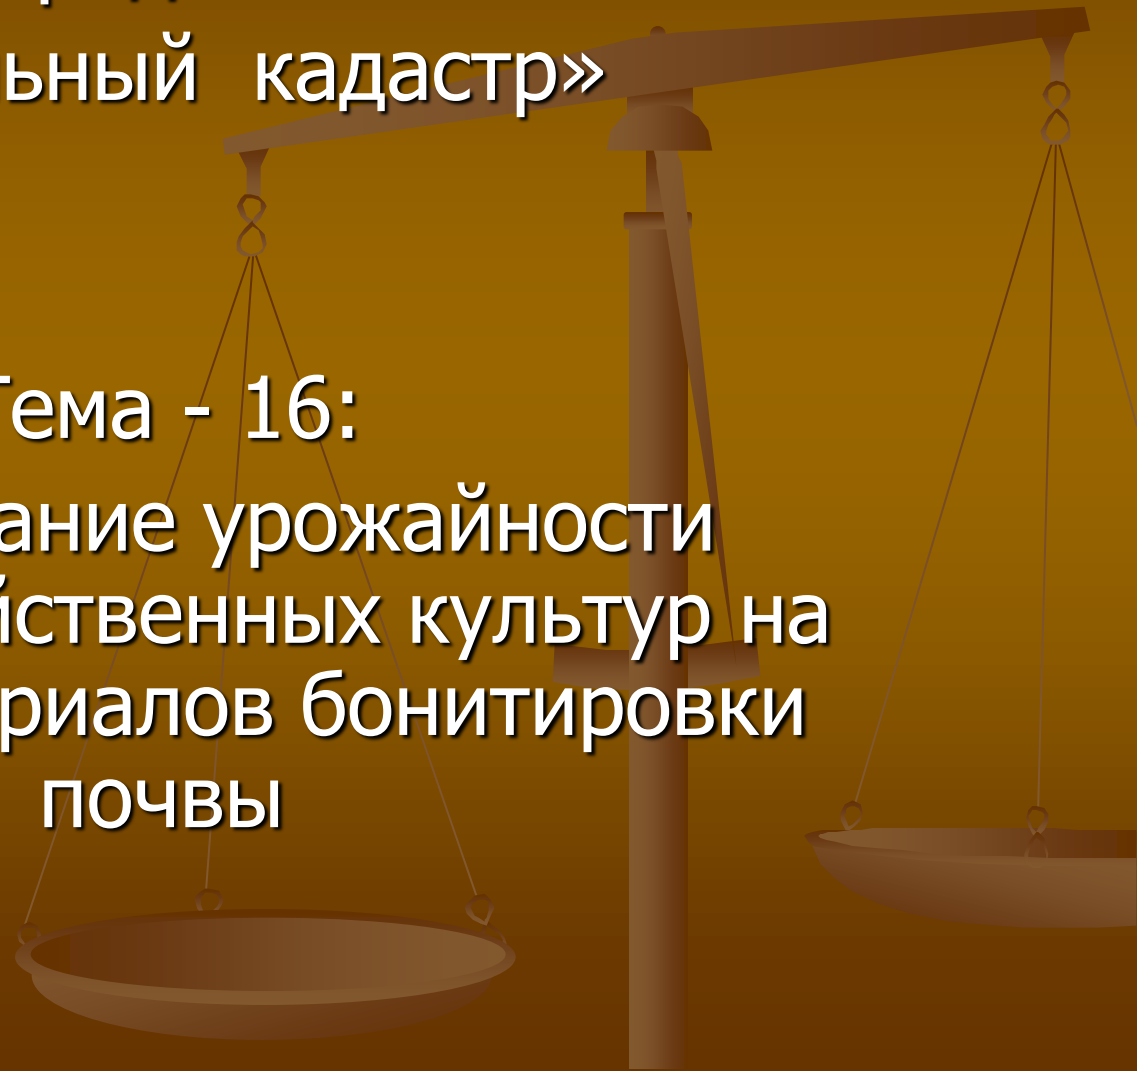 ьный кадастр»
Тема - 16:
ание урожайности
йственных культур на
риалов бонитировки
почвы